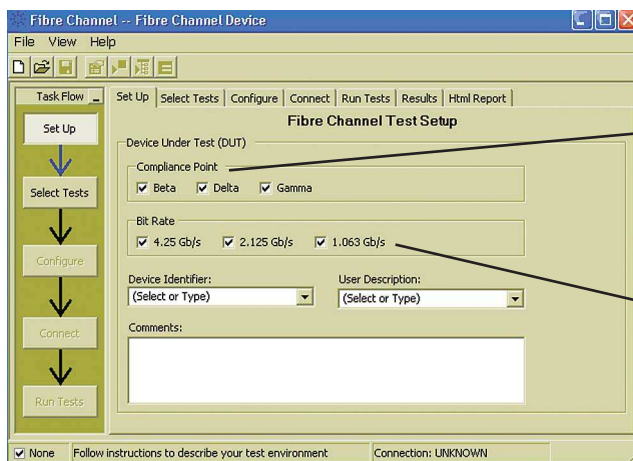 Fibre Channel -- Fibre Channel Device
File View Help
Task Flow
Set Up Select Tests Configure Connect Run Tests Results Html Report
Set Up
Select Tests
Configure
Connect
Run Tests
Fibre Channel Test Setup
Device Under Test (DUT)
Compliance Point
Beta Delta Gamma
Bit Rate
4.25 Gb/s 2.125 Gb/s 1.063 Gb/s
Device Identifier: User Description:
(Select or Type) (Select or Type)
Comments:
None Follow instructions to describe your test environment Connection: UNKNOWN